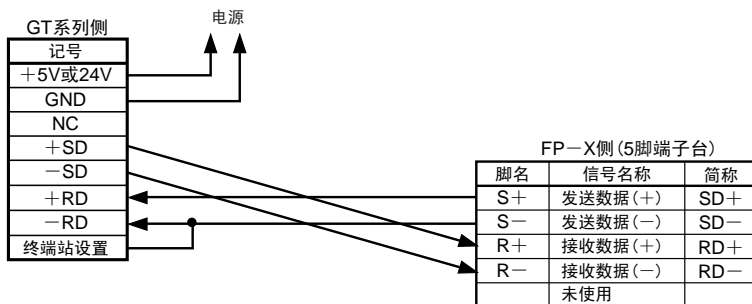 电源
GT系列侧
记号
＋5V或24V
GND
NC
＋SD
－SD
＋RD
－RD
终端站设置
FP－X侧(5脚端子台)
脚名 信号名称 简称
S＋ 发送数据(＋) SD＋
S－ 发送数据(－) SD－
R＋ 接收数据(＋) RD＋
R－ 接收数据(－) RD－
未使用